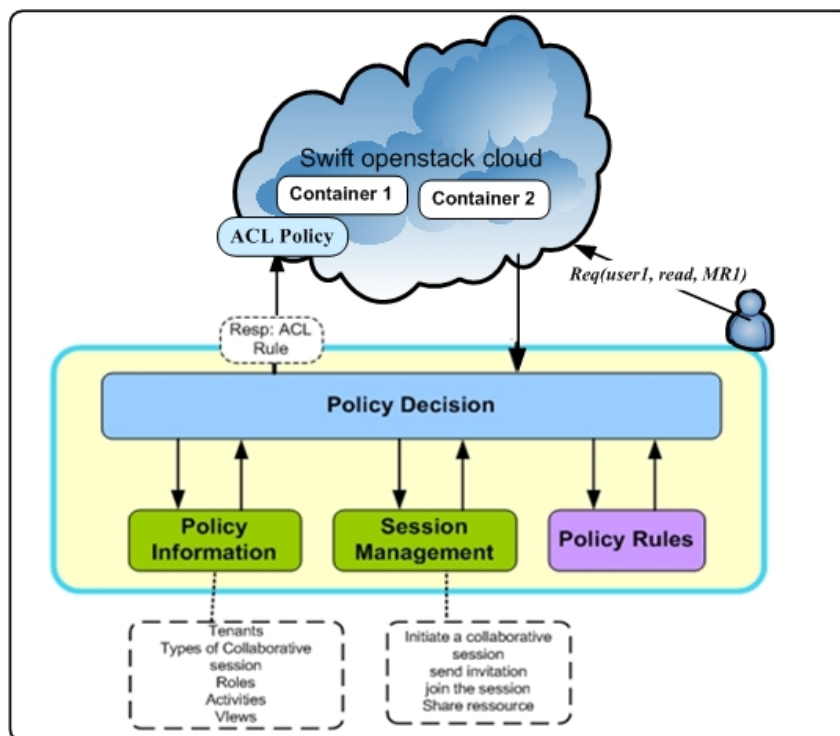 Swift openstack cloud
Container 1
Container 2
ACL Policy
Req(user1, read, MR1)
Resp: ACL
Rule
Policy Decision
Policy
Information
Session
Management
Policy Rules
Tenants
Types of Collaborative
session
Roles
Activities
VIews
Initiate a collaborative
session
send invitation
join the session
Share ressource